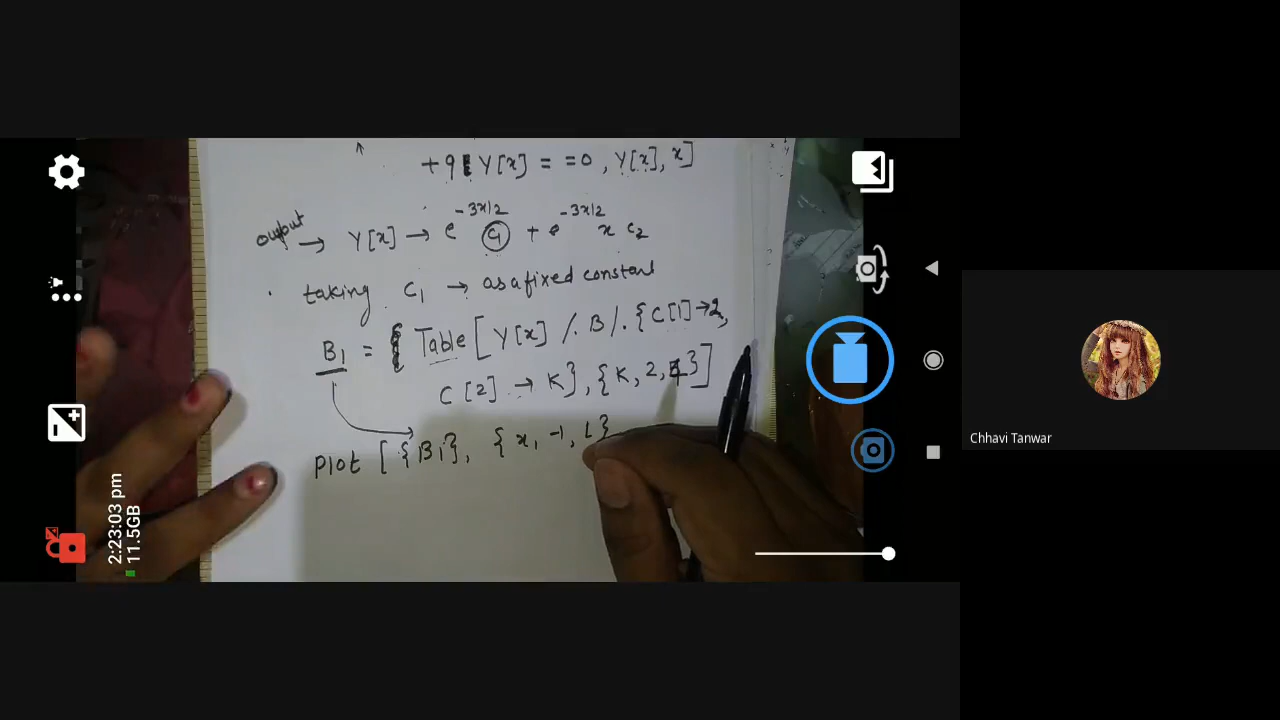 +9 Y[x] = =0, Y[x], x]
output → Y[x] → e^-3x/2 C1 + e^-3x/2 x C2
taking C1 → as a fixed constant
B1 = { Table [ Y[x] /. B /. {C[1] → 2,
C[2] → K}, {K, 2, 4}]
Plot [ {B1}, { x, -1, 1}
2:23:03 pm
11.5GB
Chhavi Tanwar